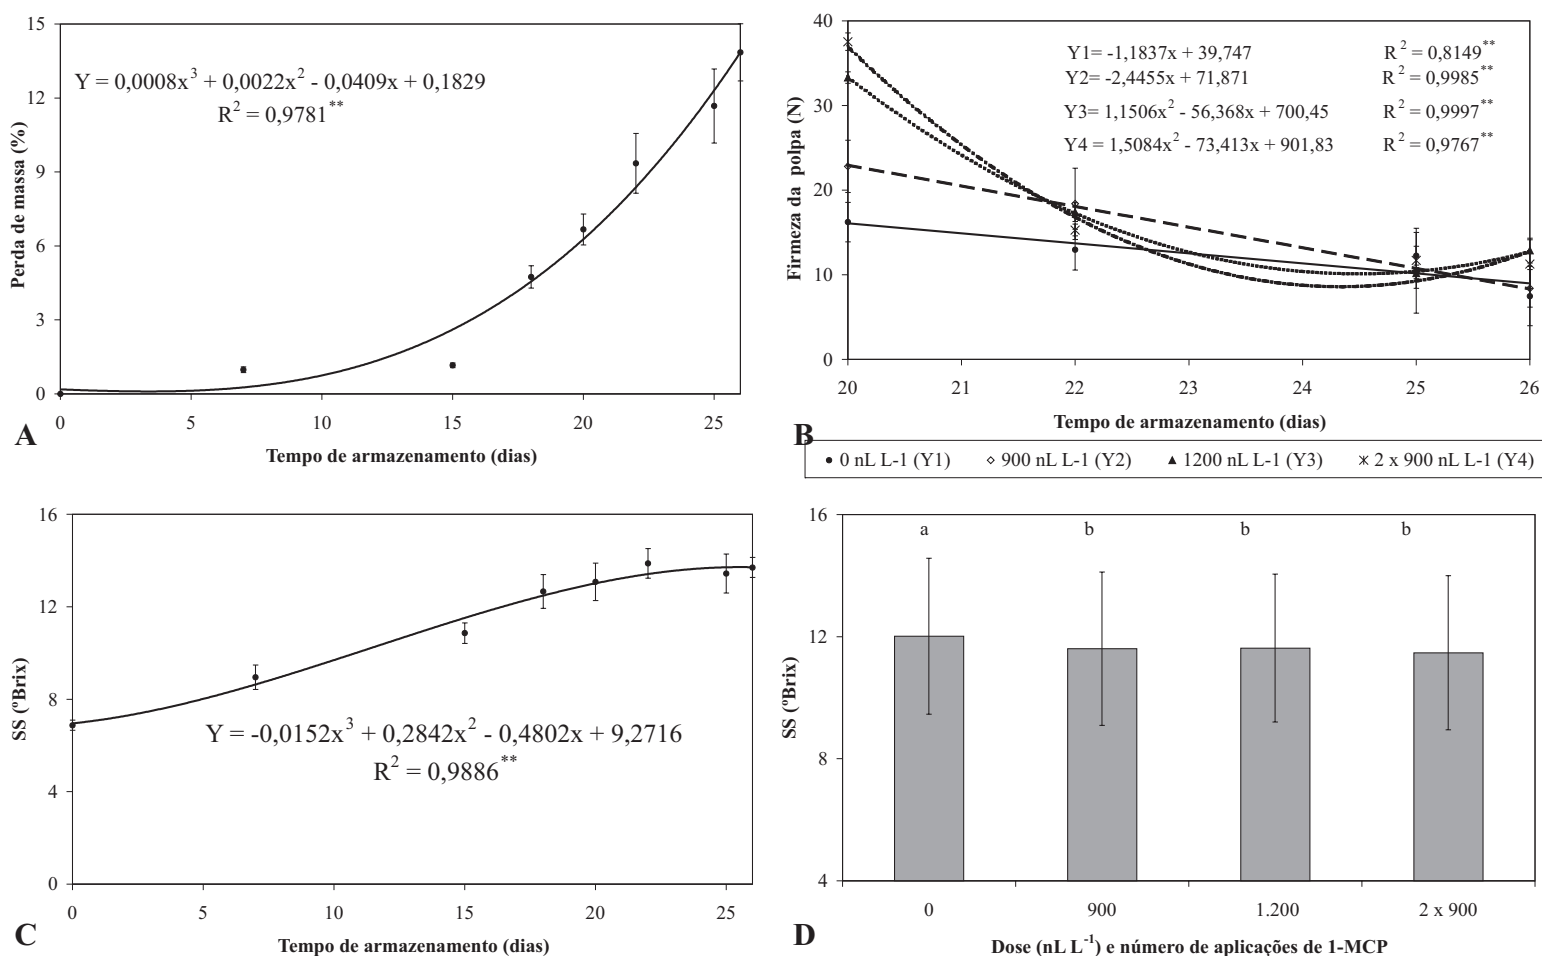 15
12
9
6
3
0
Perda de massa (%)
Y = 0,0008x³ + 0,0022x² - 0,0409x + 0,1829
R² = 0,9781**
0 5 10 15 20 25
Tempo de armazenamento (dias)
A
40
30
20
10
0
Firmeza da polpa (N)
Y1= -1,1837x + 39,747 R² = 0,8149**
Y2= -2,4455x + 71,871 R² = 0,9985**
Y3= 1,1506x² - 56,368x + 700,45 R² = 0,9997**
Y4 = 1,5084x² - 73,413x + 901,83 R² = 0,9767**
20 21 22 23 24 25 26
Tempo de armazenamento (dias)
B
0 nL L-1 (Y1) 900 nL L-1 (Y2) 1200 nL L-1 (Y3) 2 x 900 nL L-1 (Y4)
16
12
8
4
0
SS (ºBrix)
Y = -0,0152x³ + 0,2842x² - 0,4802x + 9,2716
R² = 0,9886**
0 5 10 15 20 25
Tempo de armazenamento (dias)
C
16
12
8
4
SS (ºBrix)
a b b b
0 900 1.200 2 x 900
Dose (nL L⁻¹) e número de aplicações de 1-MCP
D